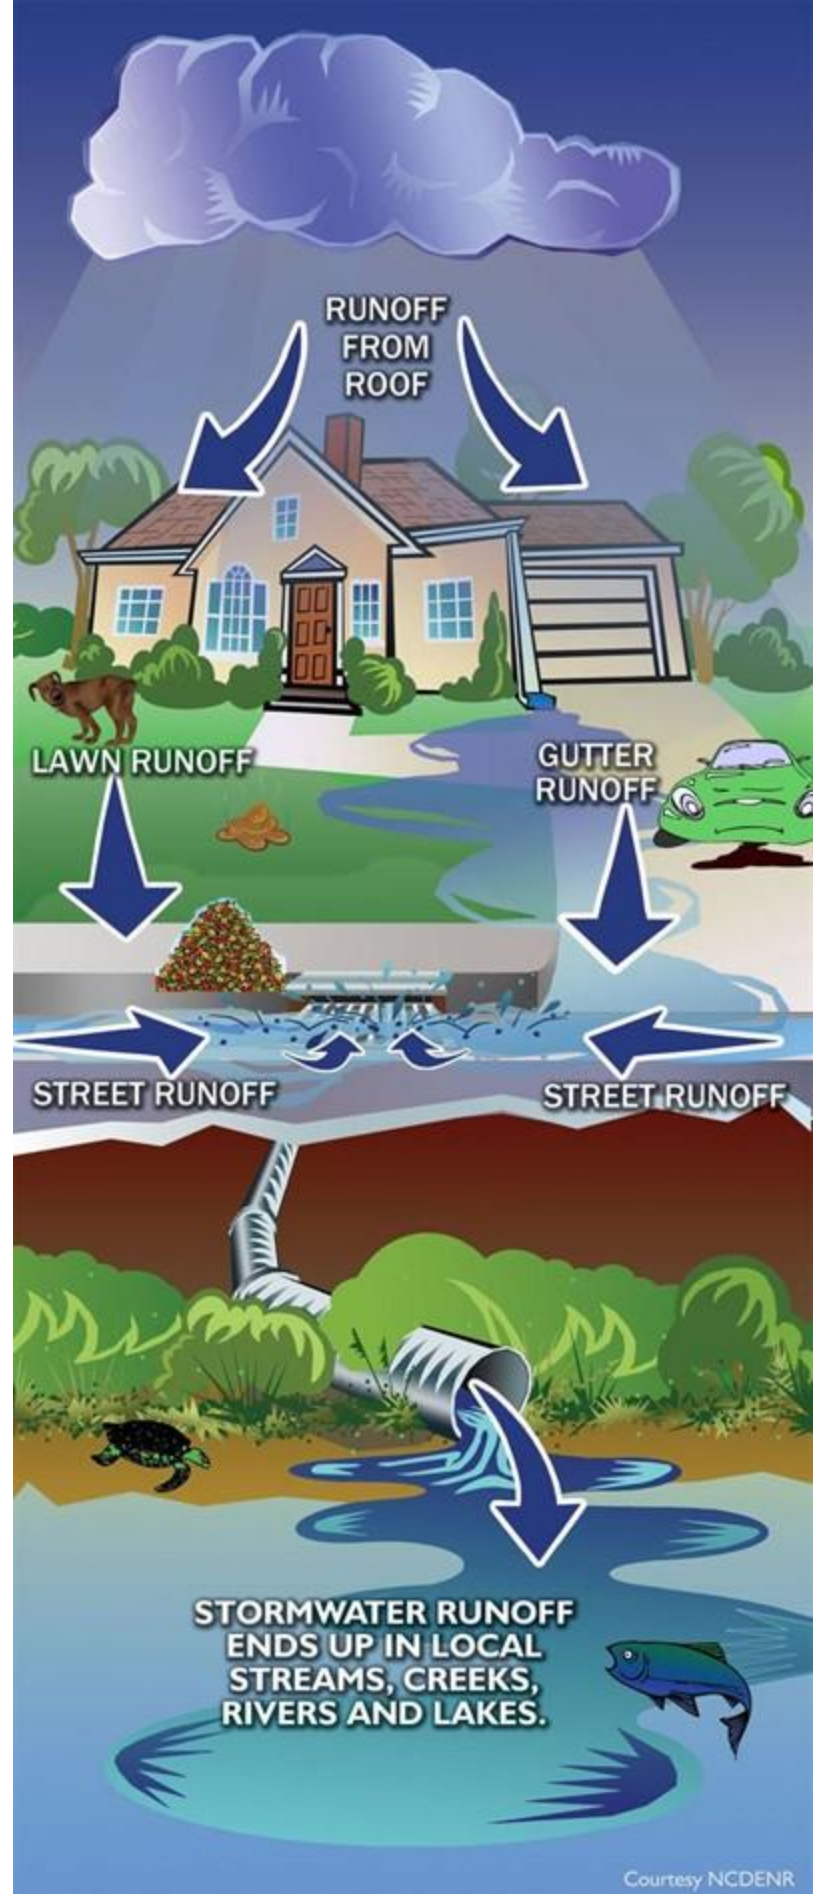 RUNOFF
FROM
ROOF
LAWN RUNOFF
GUTTER
RUNOFF
STREET RUNOFF
STREET RUNOFF
STORMWATER RUNOFF
ENDS UP IN LOCAL
STREAMS, CREEKS,
RIVERS AND LAKES.
Courtesy NCDENR